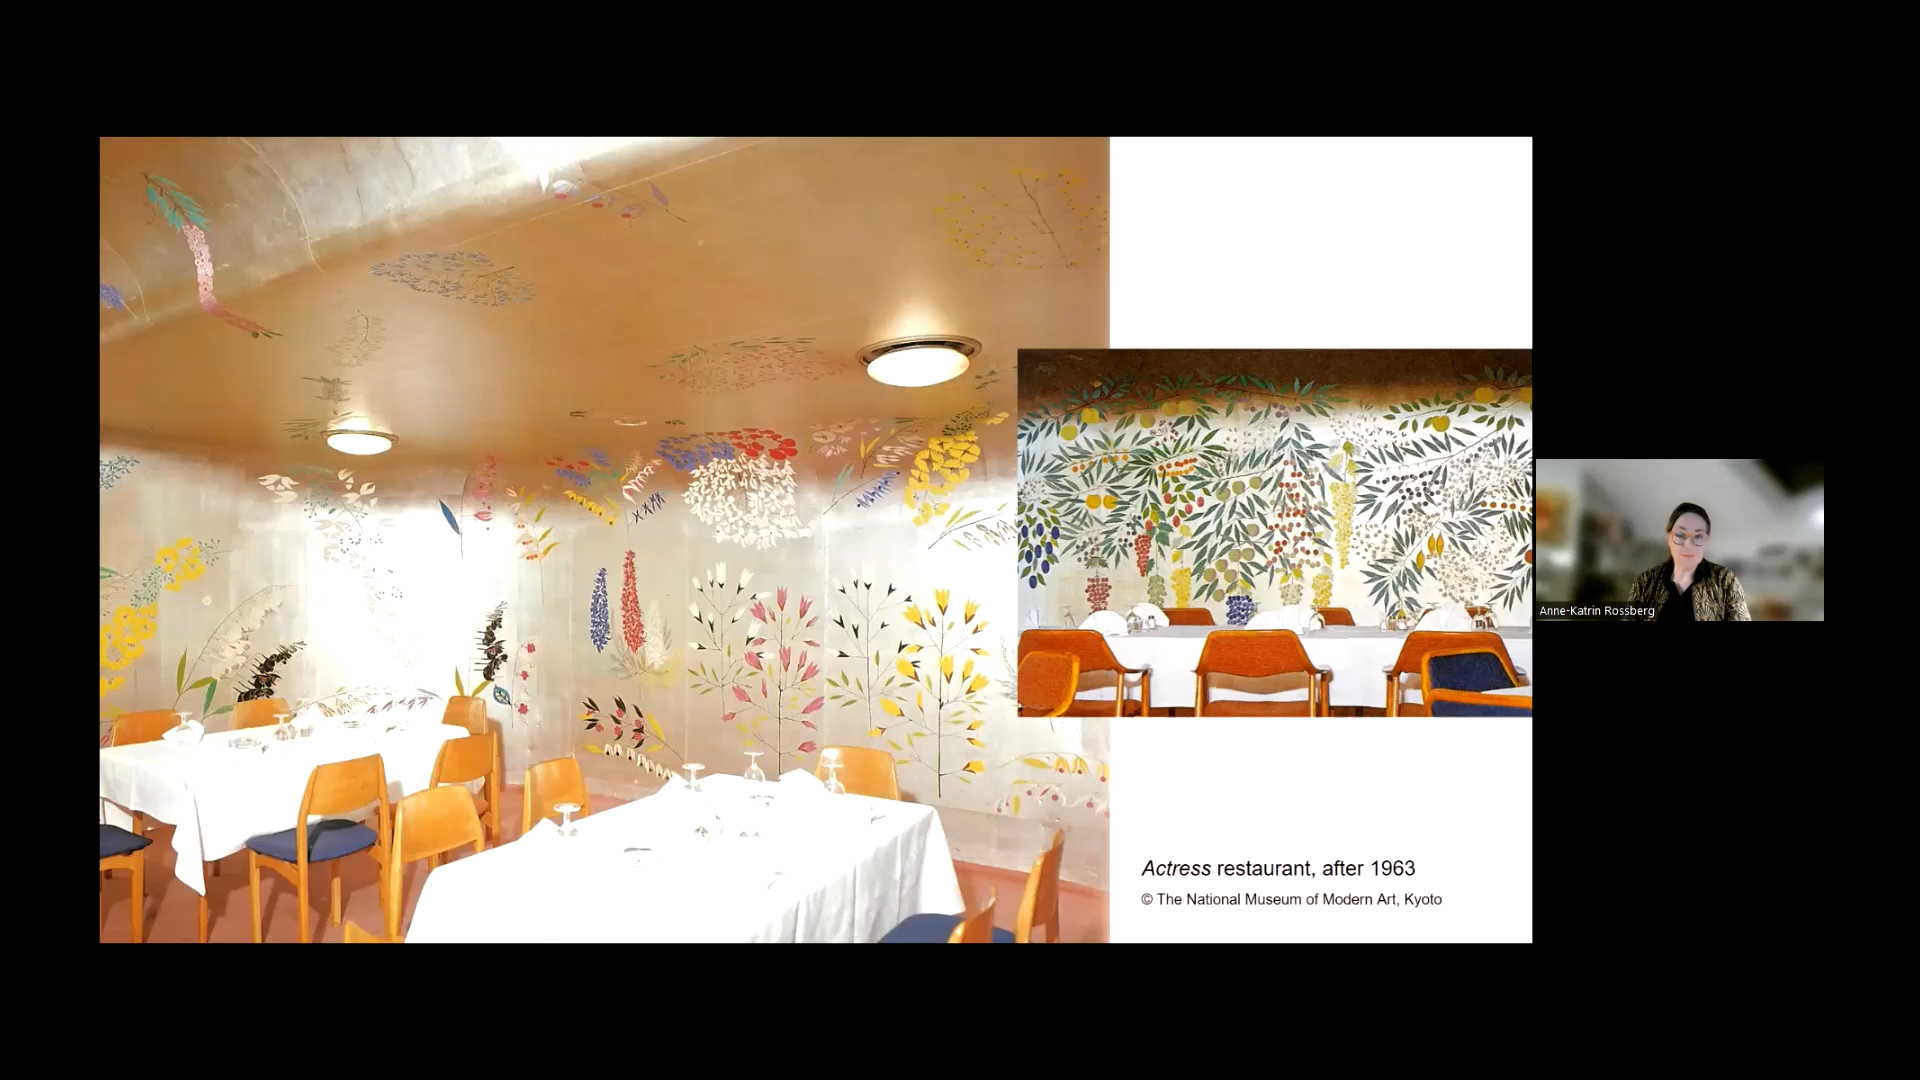 Actress restaurant, after 1963
© The National Museum of Modern Art, Kyoto
Anne-Katrin Rossberg